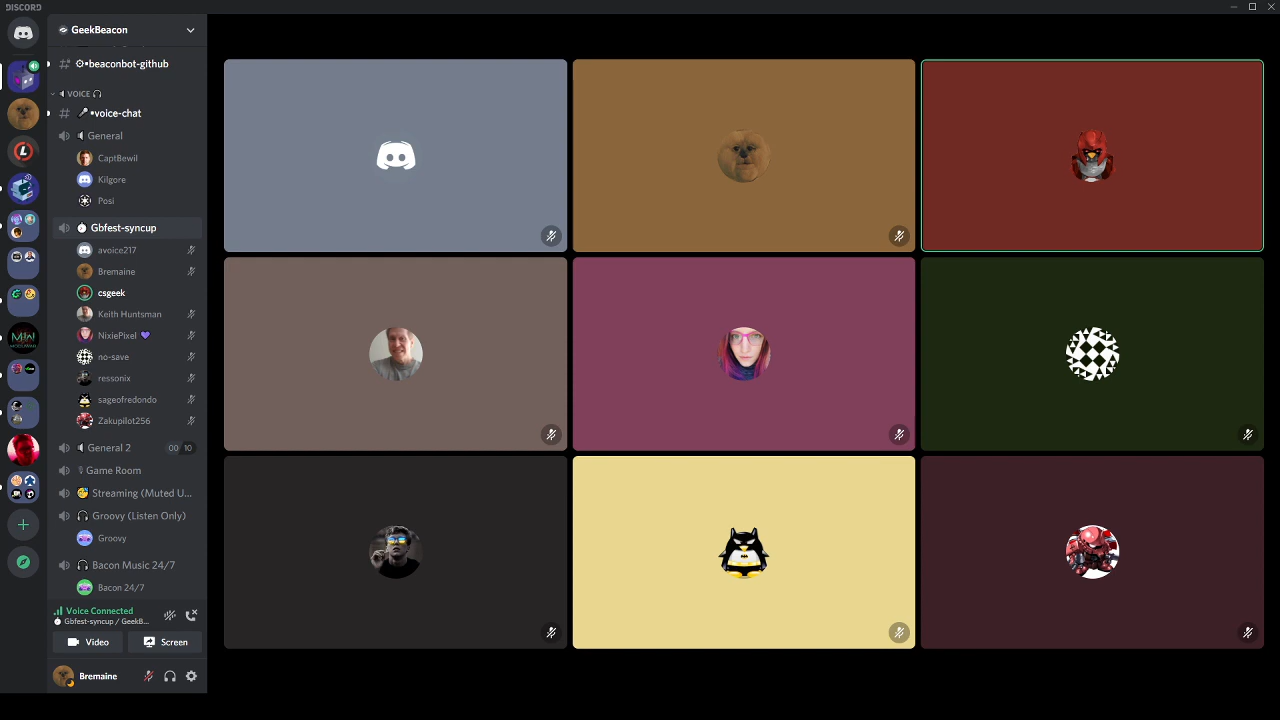 DISCORD
GeekBeacon
beaconbot-github
VOICE
voice-chat
General
CaptBewil
Kilgore
Posi
Gbfest-syncup
avoice217
Bremaine
csgeek
Keith Huntsman
NixiePixel
no-save
ressonix
sageofredondo
Zakupilot256
General 2 00 10
Game Room
Streaming (Muted U...
Groovy (Listen Only)
Groovy
Bacon Music 24/7
Bacon 24/7
Voice Connected
Gbfest-syncup / GeekB...
Video Screen
Bremaine